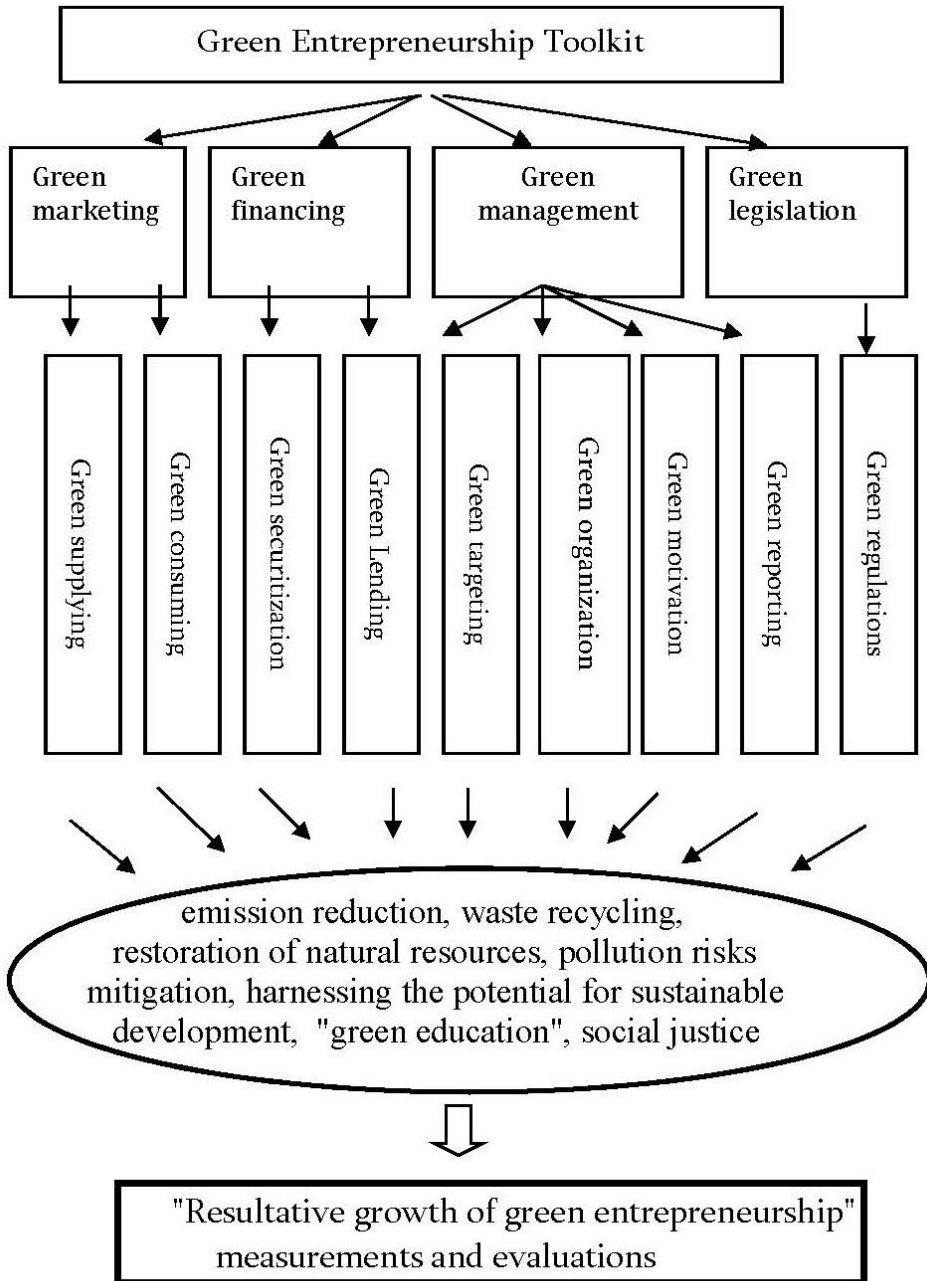 Green Entrepreneurship Toolkit
Green
marketing
Green
financing
Green
management
Green
legislation
Green supplying
Green consuming
Green securitization
Green Lending
Green targeting
Green organization
Green motivation
Green reporting
Green regulations
emission reduction, waste recycling,
restoration of natural resources, pollution risks
mitigation, harnessing the potential for sustainable
development, "green education", social justice
"Resultative growth of green entrepreneurship"
measurements and evaluations